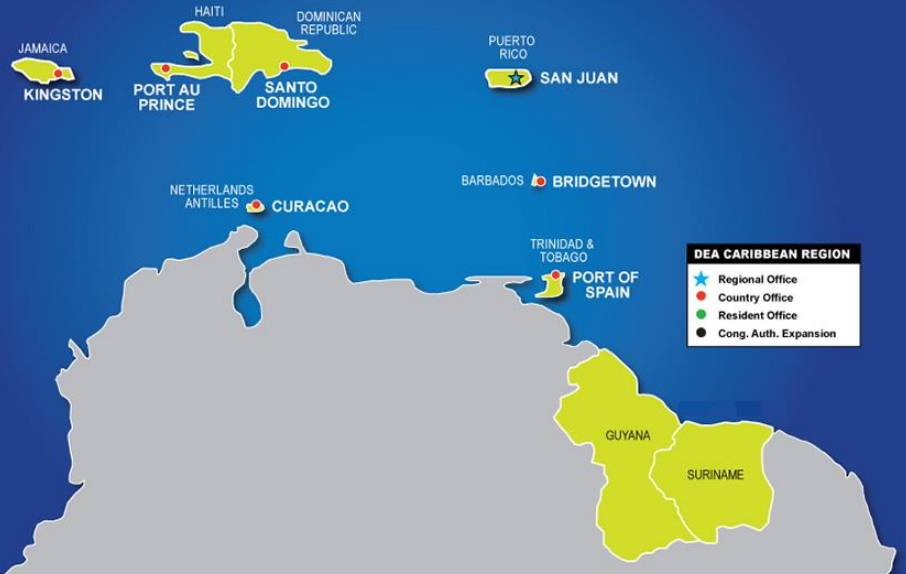 HAITI
DOMINICAN
REPUBLIC
JAMAICA
KINGSTON
PORT AU
PRINCE
SANTO
DOMINGO
PUERTO
RICO
SAN JUAN
NETHERLANDS
ANTILLES
CURACAO
BARBADOS
BRIDGETOWN
TRINIDAD &
TOBAGO
PORT OF
SPAIN
DEA CARIBBEAN REGION
Regional Office
Country Office
Resident Office
Cong. Auth. Expansion
GUYANA
SURINAME